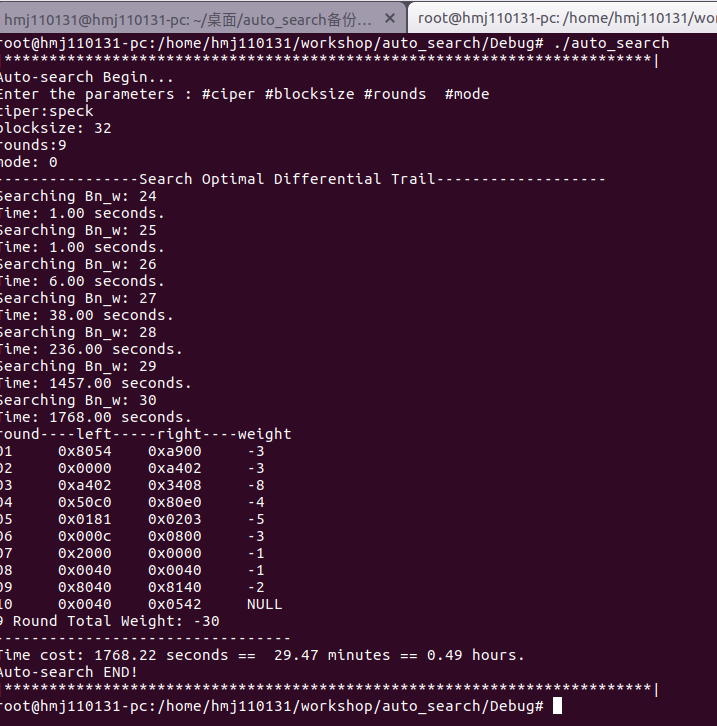 hmj110131@hmj110131-pc: ~/桌面/auto_search备份... × root@hmj110131-pc: /home/hmj110131/wor
root@hmj110131-pc:/home/hmj110131/workshop/auto_search/Debug# ./auto_search
|************************************************************************|
Auto-search Begin...
Enter the parameters : #ciper #blocksize #rounds  #mode
ciper:speck
blocksize: 32
rounds:9
mode: 0
----------------Search Optimal Differential Trail-------------------
Searching Bn_w: 24
Time: 1.00 seconds.
Searching Bn_w: 25
Time: 1.00 seconds.
Searching Bn_w: 26
Time: 6.00 seconds.
Searching Bn_w: 27
Time: 38.00 seconds.
Searching Bn_w: 28
Time: 236.00 seconds.
Searching Bn_w: 29
Time: 1457.00 seconds.
Searching Bn_w: 30
Time: 1768.00 seconds.
round----left-----right----weight
01     0x8054    0xa900     -3
02     0x0000    0xa402     -3
03     0xa402    0x3408     -8
04     0x50c0    0x80e0     -4
05     0x0181    0x0203     -5
06     0x000c    0x0800     -3
07     0x2000    0x0000     -1
08     0x0040    0x0040     -1
09     0x8040    0x8140     -2
10     0x0040    0x0542     NULL
9 Round Total Weight: -30
---------------------------------
Time cost: 1768.22 seconds ==  29.47 minutes == 0.49 hours.
Auto-search END!
|************************************************************************|
root@hmj110131-pc:/home/hmj110131/workshop/auto_search/Debug#